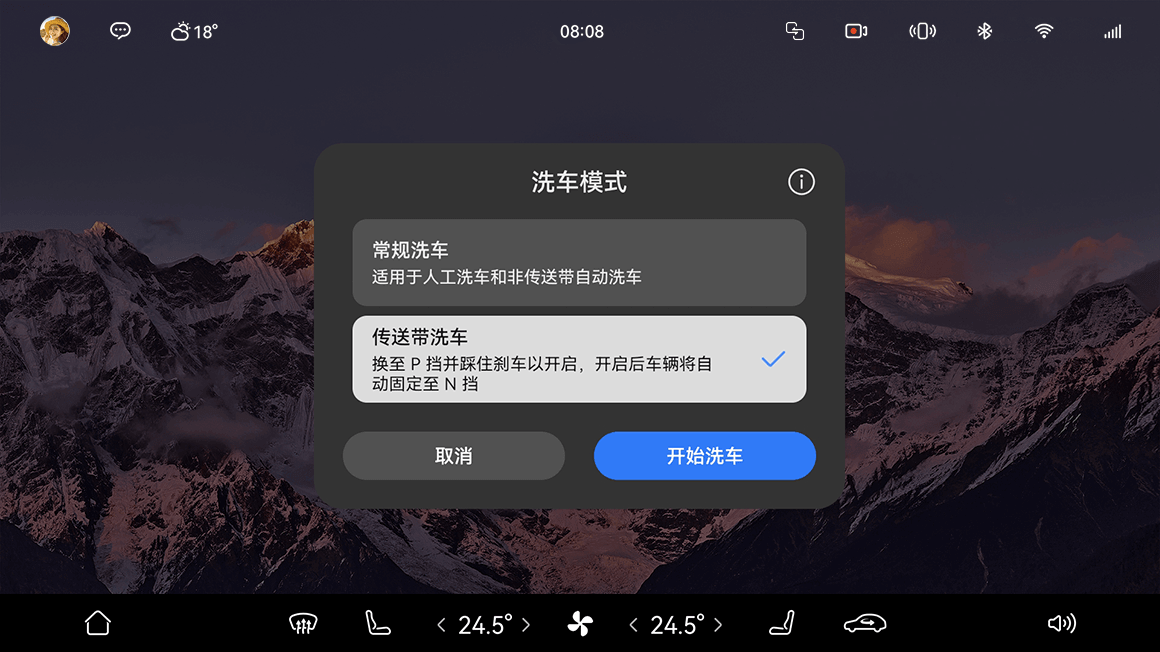 18°
08:08
洗车模式
常规洗车
适用于人工洗车和非传送带自动洗车
传送带洗车
换至 P 挡并踩住刹车以开启，开启后车辆将自
动固定至 N 挡
取消
开始洗车
24.5°
24.5°